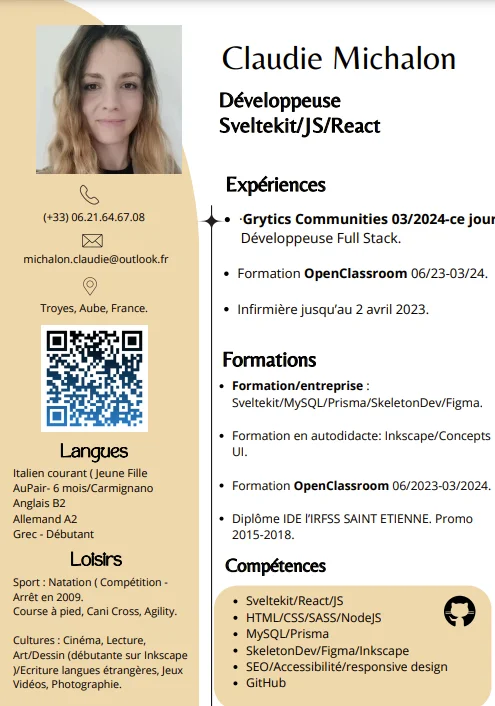 Claudie Michalon
Développeuse
Sveltekit/JS/React
(+33) 06.21.64.67.08
michalon.claudie@outlook.fr
Troyes, Aube, France.
Langues
Italien courant ( Jeune Fille
AuPair- 6 mois/Carmignano
Anglais B2
Allemand A2
Grec - Débutant
Loisirs
Sport : Natation ( Compétition -
Arrêt en 2009.
Course à pied, Cani Cross, Agility.
Cultures : Cinéma, Lecture,
Art/Dessin (débutante sur Inkscape
)/Ecriture langues étrangères, Jeux
Vidéos, Photographie.
Expériences
·Grytics Communities 03/2024-ce jour
Développeuse Full Stack.
Formation OpenClassroom 06/23-03/24.
Infirmière jusqu’au 2 avril 2023.
Formations
Formation/entreprise :
Sveltekit/MySQL/Prisma/SkeletonDev/Figma.
Formation en autodidacte: Inkscape/Concepts
UI.
Formation OpenClassroom 06/2023-03/2024.
Diplôme IDE l’IRFSS SAINT ETIENNE. Promo
2015-2018.
Compétences
Sveltekit/React/JS
HTML/CSS/SASS/NodeJS
MySQL/Prisma
SkeletonDev/Figma/Inkscape
SEO/Accessibilité/responsive design
GitHub